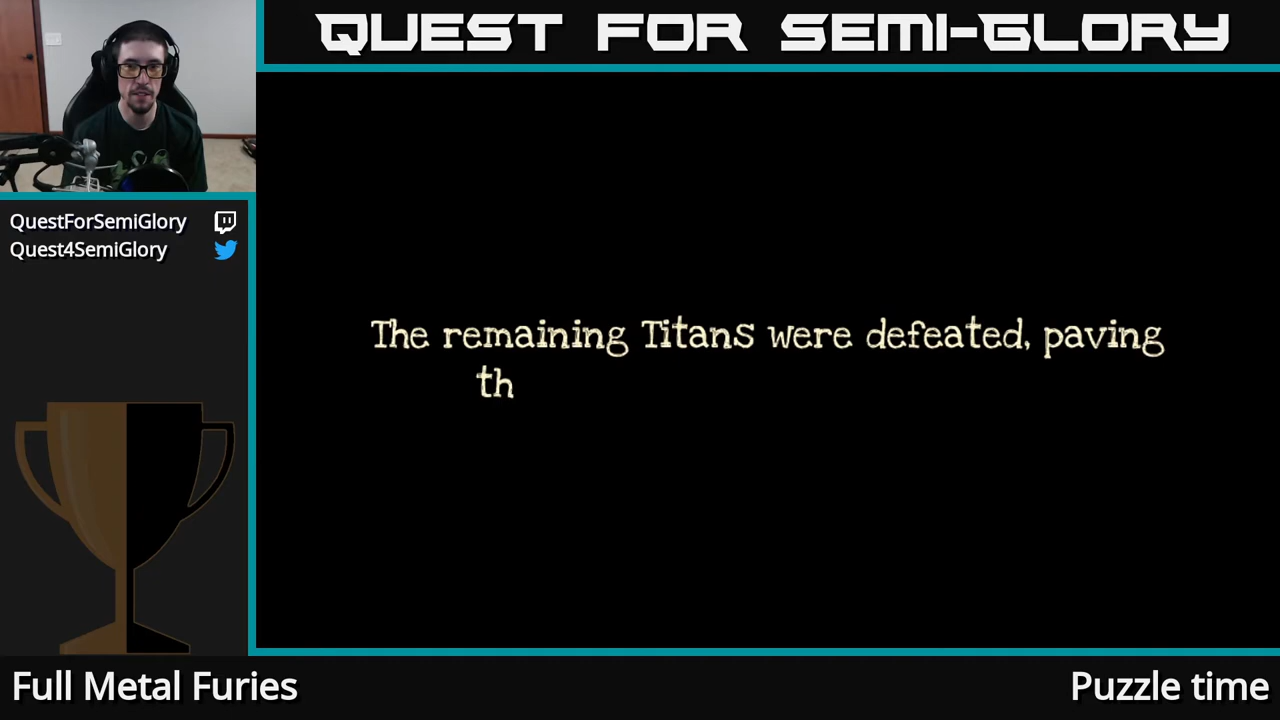 QUEST FOR SEMI-GLORY
QuestForSemiGlory
Quest4SemiGlory
The remaining Titans were defeated, paving
th
Full Metal Furies
Puzzle time